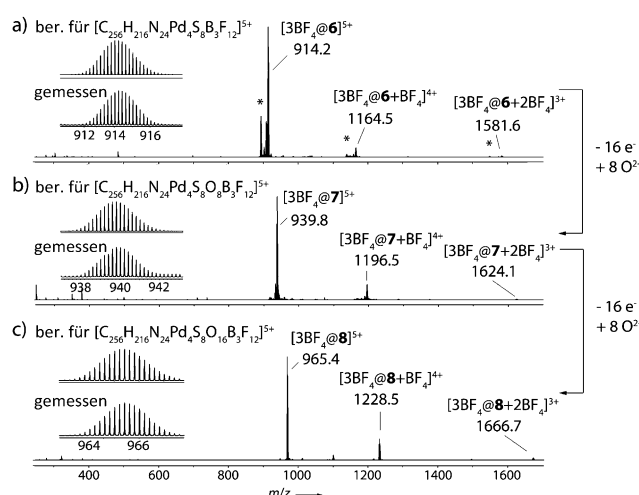 a) ber. für [C₂₅₆H₂₁₆N₂₄Pd₄S₈B₃F₁₂]⁵⁺
gemessen
912 914 916
[3BF₄@6]⁵⁺
914.2
*
[3BF₄@6+BF₄]⁴⁺
1164.5
*
[3BF₄@6+2BF₄]³⁺
1581.6
*
- 16 e⁻
+ 8 O²⁻
b) ber. für [C₂₅₆H₂₁₆N₂₄Pd₄S₈O₈B₃F₁₂]⁵⁺
gemessen
938 940 942
[3BF₄@7]⁵⁺
939.8
[3BF₄@7+BF₄]⁴⁺
1196.5
[3BF₄@7+2BF₄]³⁺
1624.1
- 16 e⁻
+ 8 O²⁻
c) ber. für [C₂₅₆H₂₁₆N₂₄Pd₄S₈O₁₆B₃F₁₂]⁵⁺
gemessen
964 966
[3BF₄@8]⁵⁺
965.4
[3BF₄@8+BF₄]⁴⁺
1228.5
[3BF₄@8+2BF₄]³⁺
1666.7
400 600 800 1000 1200 1400 1600
m/z